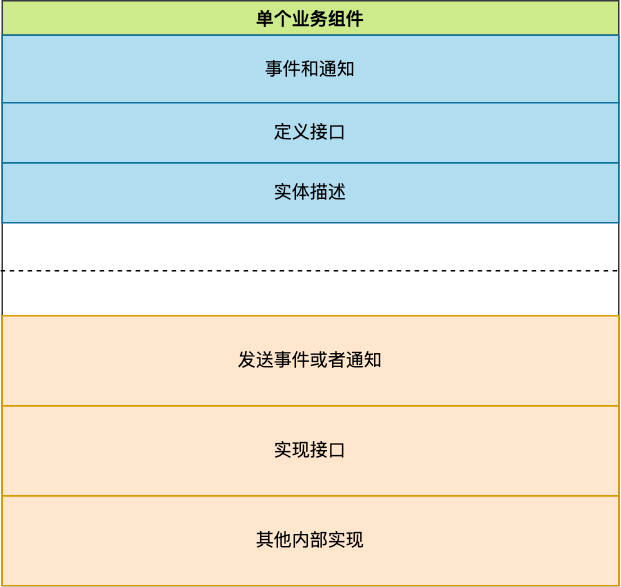 单个业务组件
事件和通知
定义接口
实体描述
发送事件或者通知
实现接口
其他内部实现